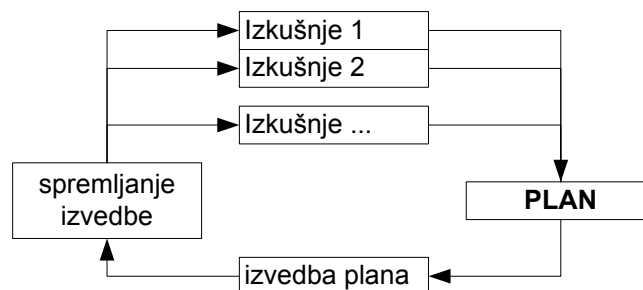 Izkušnje 1
Izkušnje 2
Izkušnje ...
spremljanje
izvedbe
PLAN
izvedba plana